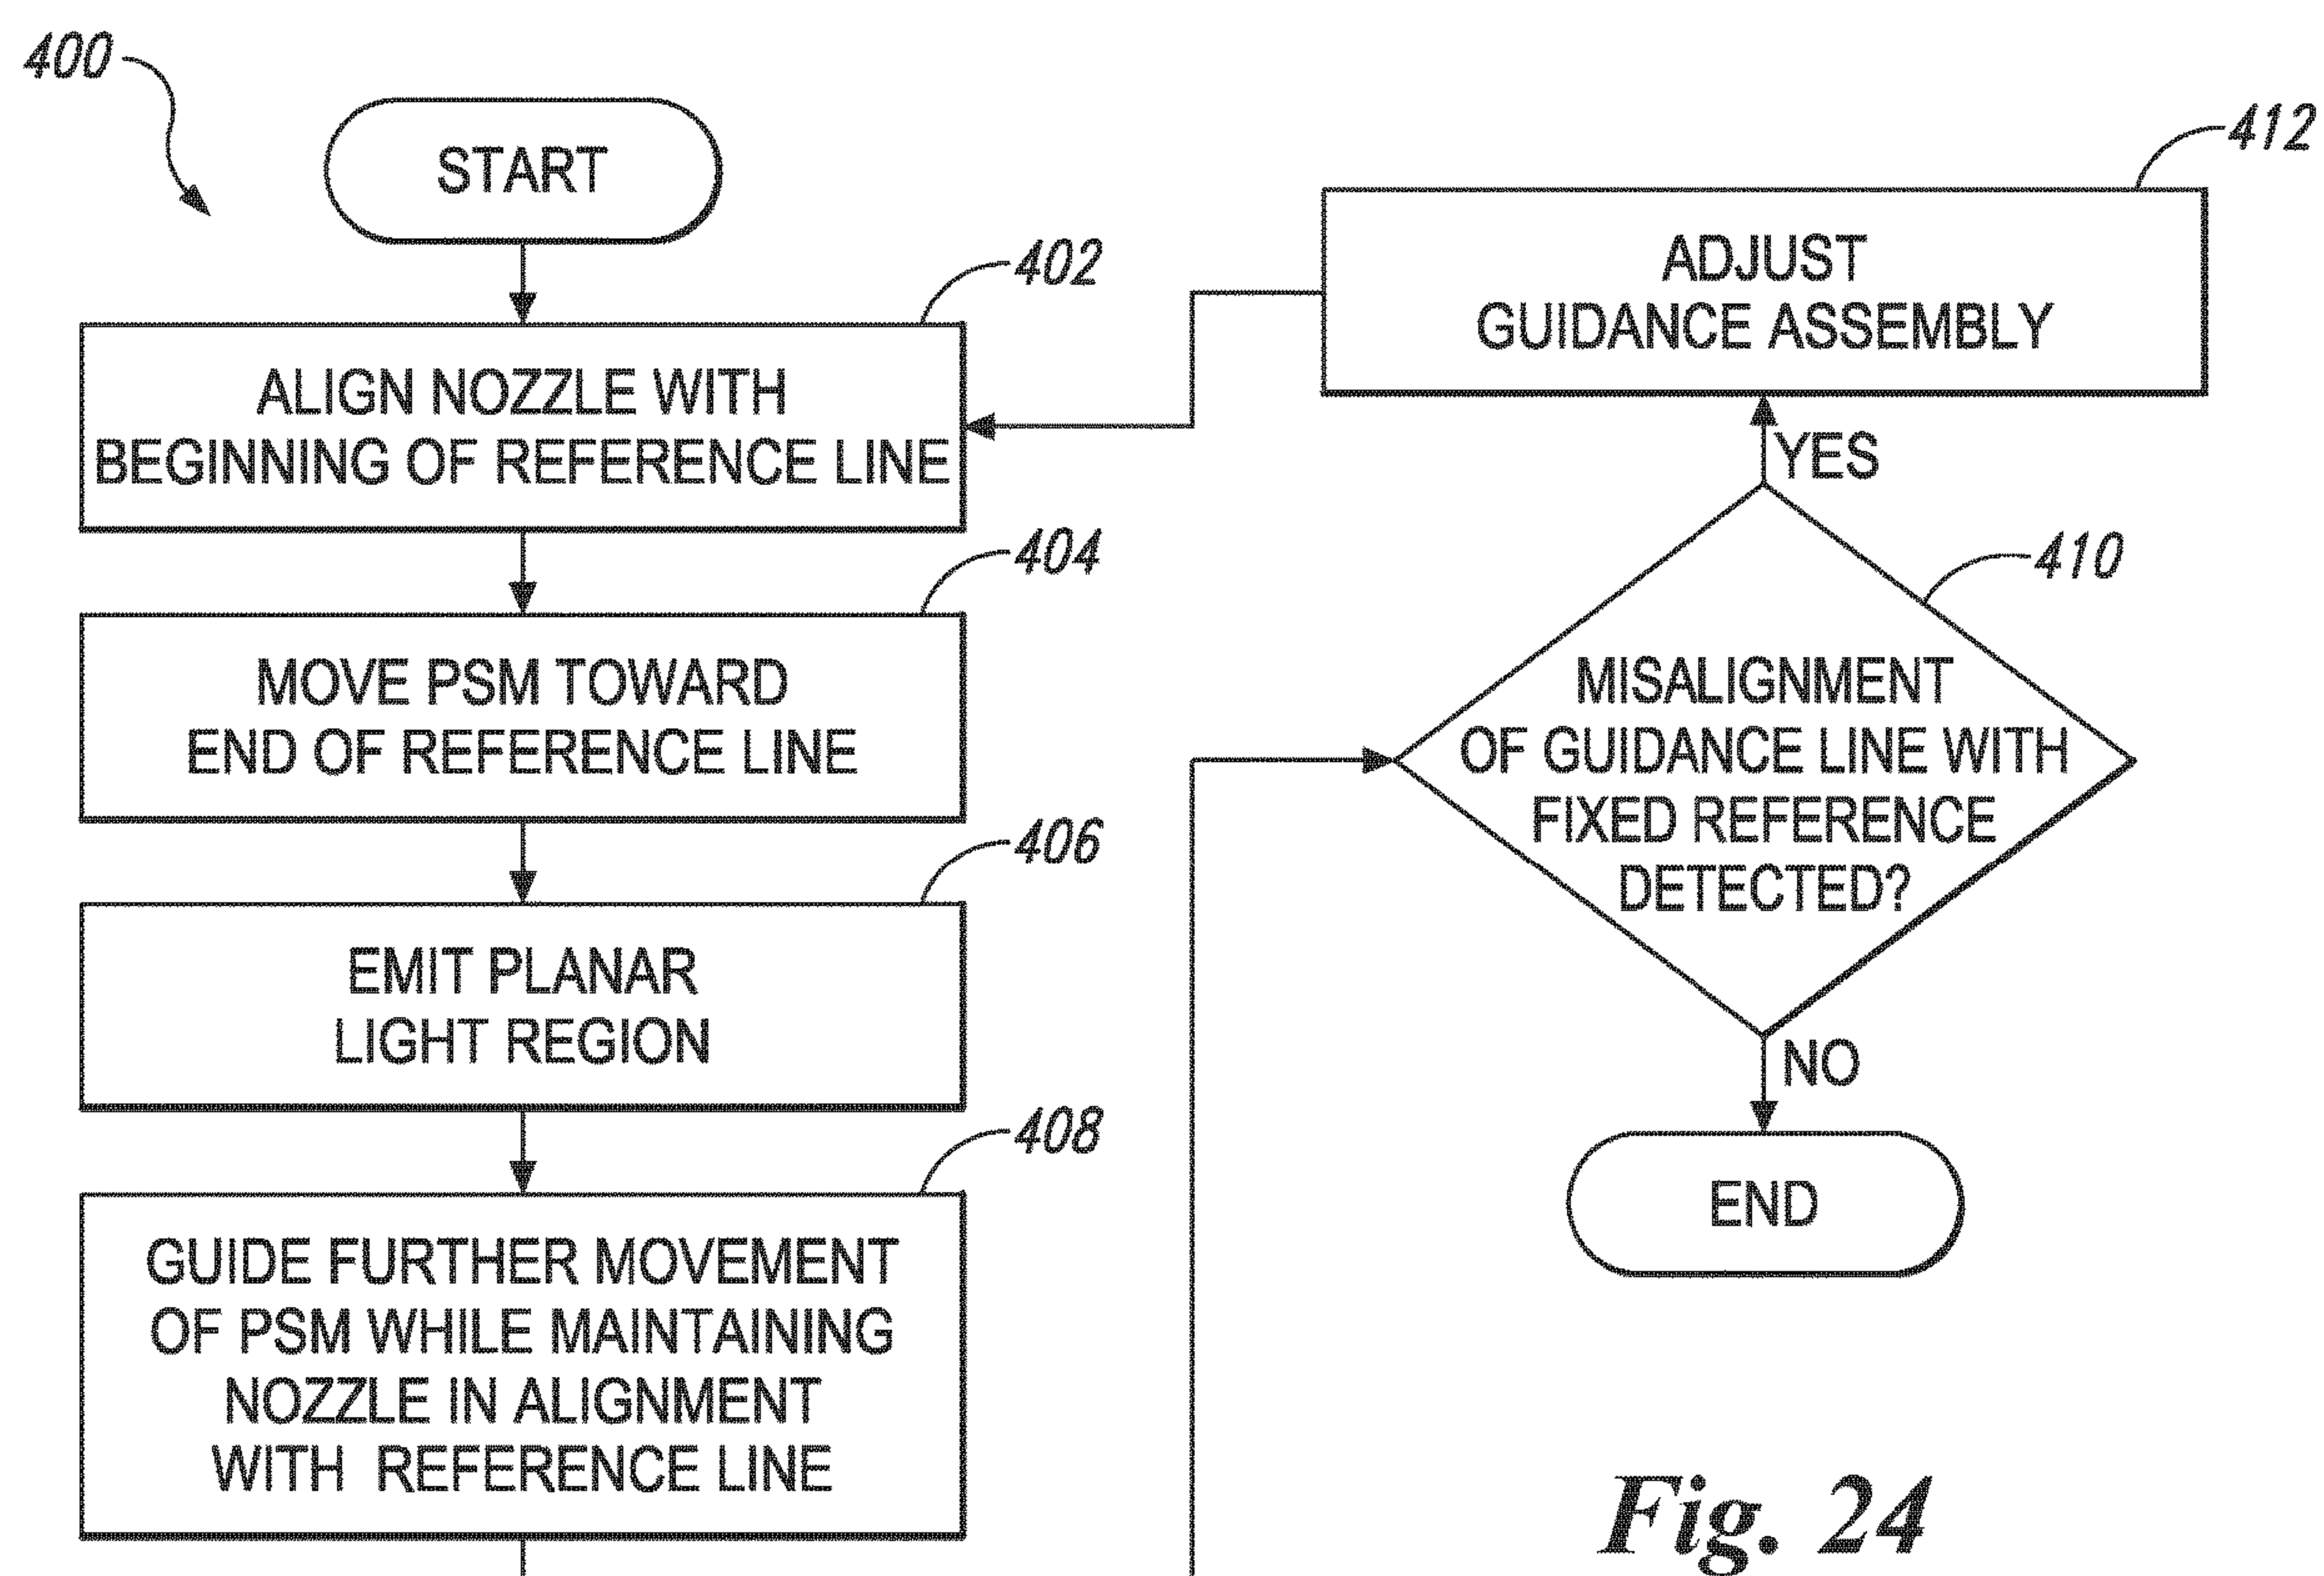 400
START
402
ALIGN NOZZLE WITH
BEGINNING OF REFERENCE LINE
404
MOVE PSM TOWARD
END OF REFERENCE LINE
406
EMIT PLANAR
LIGHT REGION
408
GUIDE FURTHER MOVEMENT
OF PSM WHILE MAINTAINING
NOZZLE IN ALIGNMENT
WITH REFERENCE LINE
412
ADJUST
GUIDANCE ASSEMBLY
YES
410
MISALIGNMENT
OF GUIDANCE LINE WITH
FIXED REFERENCE
DETECTED?
NO
END
Fig. 24